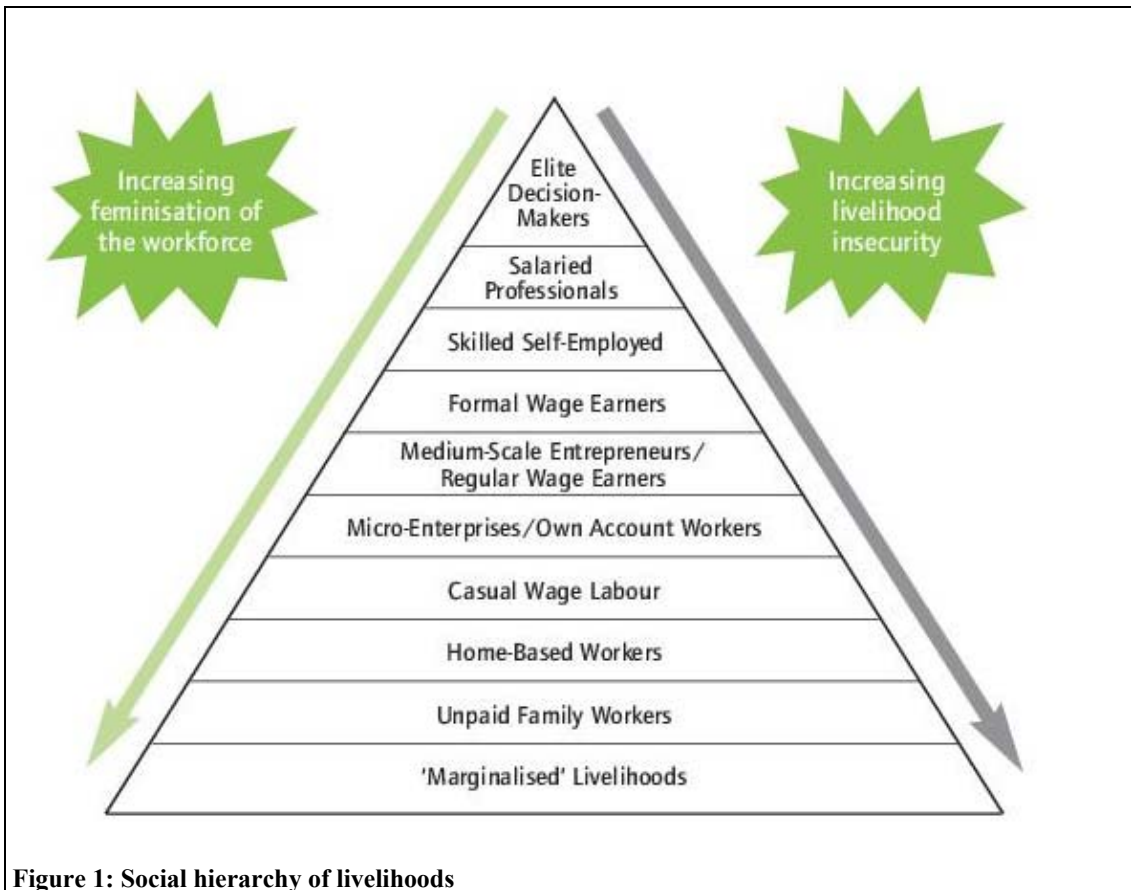 Increasing
feminisation of
the workforce
Increasing
livelihood
insecurity
Elite
Decision-
Makers
Salaried
Professionals
Skilled Self-Employed
Formal Wage Earners
Medium-Scale Entrepreneurs/
Regular Wage Earners
Micro-Enterprises/Own Account Workers
Casual Wage Labour
Home-Based Workers
Unpaid Family Workers
‘Marginalised’ Livelihoods
Figure 1: Social hierarchy of livelihoods